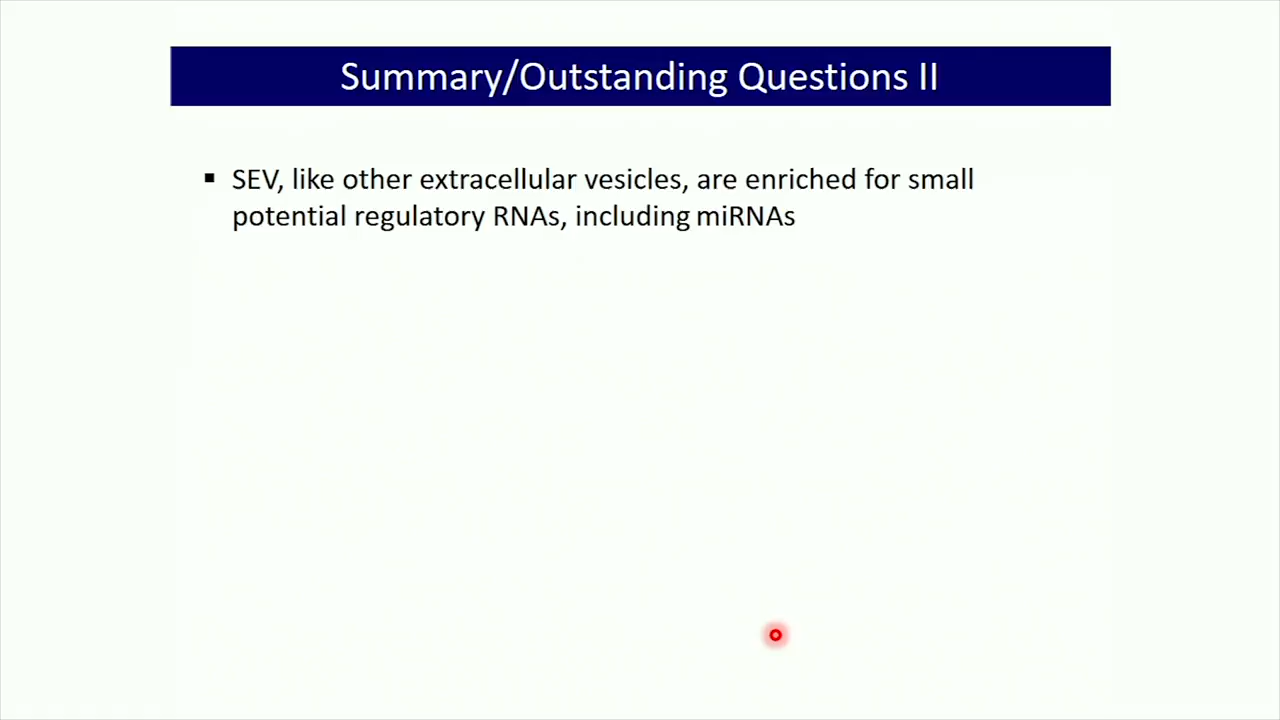 Summary/Outstanding Questions II
▪ SEV, like other extracellular vesicles, are enriched for small
potential regulatory RNAs, including miRNAs